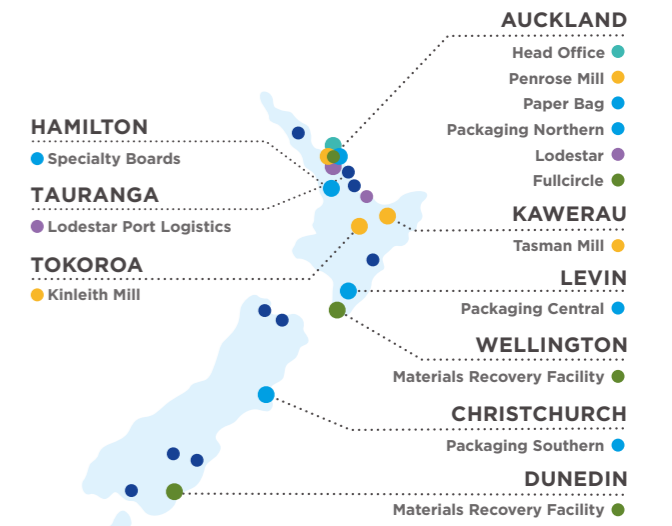 AUCKLAND
Head Office
Penrose Mill
Paper Bag
Packaging Northern
Lodestar
Fullcircle
HAMILTON
Specialty Boards
TAURANGA
Lodestar Port Logistics
TOKOROA
Kinleith Mill
KAWERAU
Tasman Mill
LEVIN
Packaging Central
WELLINGTON
Materials Recovery Facility
CHRISTCHURCH
Packaging Southern
DUNEDIN
Materials Recovery Facility